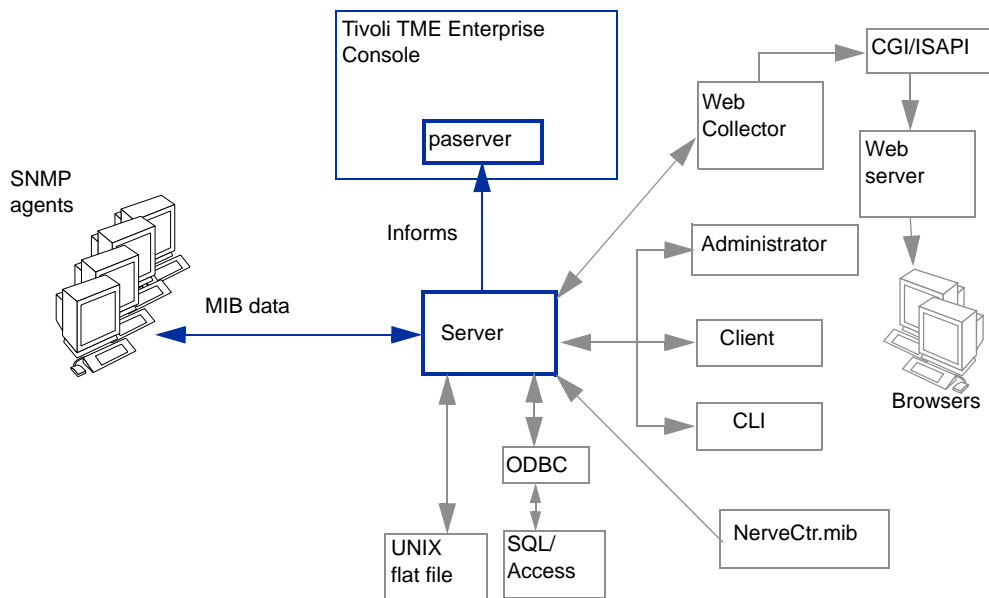 Tivoli TME Enterprise
Console
paserver
CGI/ISAPI
Web
Collector
Web
server
SNMP
agents
Informs
Administrator
MIB data
Server
Client
Browsers
CLI
ODBC
NerveCtr.mib
UNIX
flat file
SQL/
Access